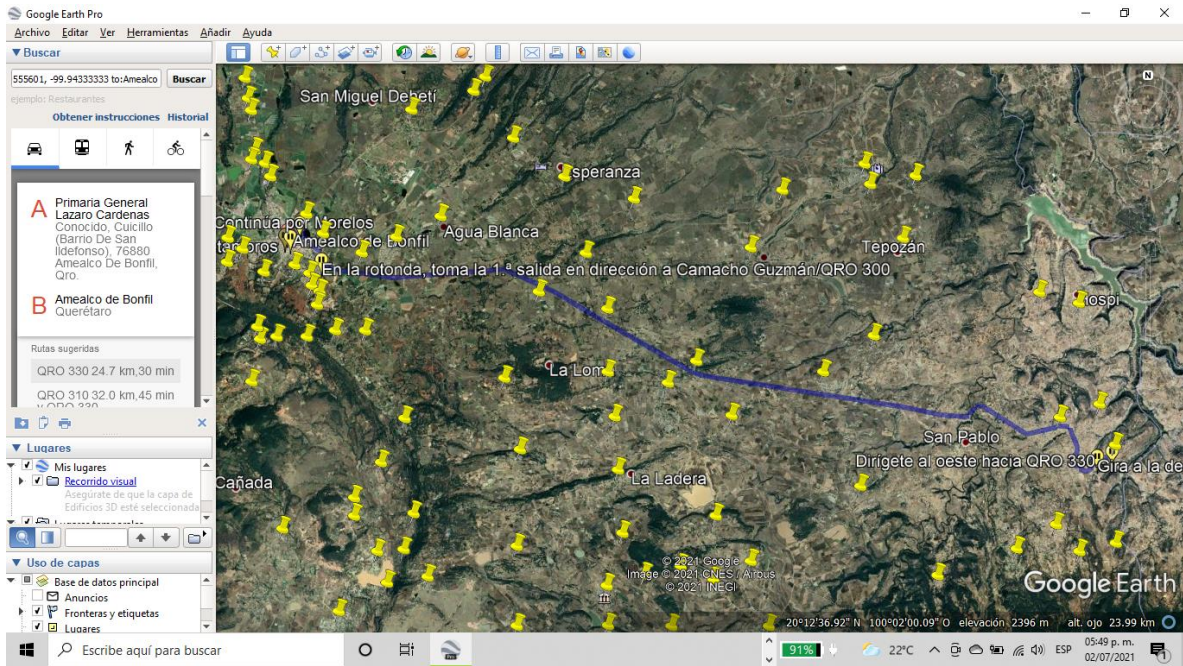 Google Earth Pro
Archivo Editar Ver Herramientas Añadir Ayuda
Buscar
555601, -99.94333333 to:Amealco
Buscar
ejemplo: Restaurantes
Obtener instrucciones Historial
A Primaria General
Lazaro Cardenas
Conocido, Cuicillo
(Barrio De San
Ildefonso), 76880
Amealco De Bonfil,
Qro.
B Amealco de Bonfil
Querétaro
Rutas sugeridas
QRO 330 24.7 km,30 min
QRO 310 32.0 km,45 min
y QRO 330
Lugares
Mis lugares
Recorrido visual
Asegúrate de que la capa de
Edificios 3D esté seleccionada
Lugares temporales
Uso de capas
Base de datos principal
Anuncios
Fronteras y etiquetas
Lugares
San Miguel Dehetí
N
Esperanza
Continúa por Morelos
Agua Blanca
Amealco de Bonfil
Tepozán
En la rotonda, toma la 1.ª salida en dirección a Camacho Guzmán/QRO 300
La Lom
San Pablo
Dirígete al oeste hacia QRO 330
Gira a la de
Cañada
La Ladera
© 2021 Google
Image © 2021 CNES / Airbus
© 2021 INEGI
Google Earth
20°12'36.92" N 100°02'00.09" O elevación 2396 m alt. ojo 23.99 km
Escribe aquí para buscar
91%
22°C
ESP
05:49 p. m.
02/07/2021
1